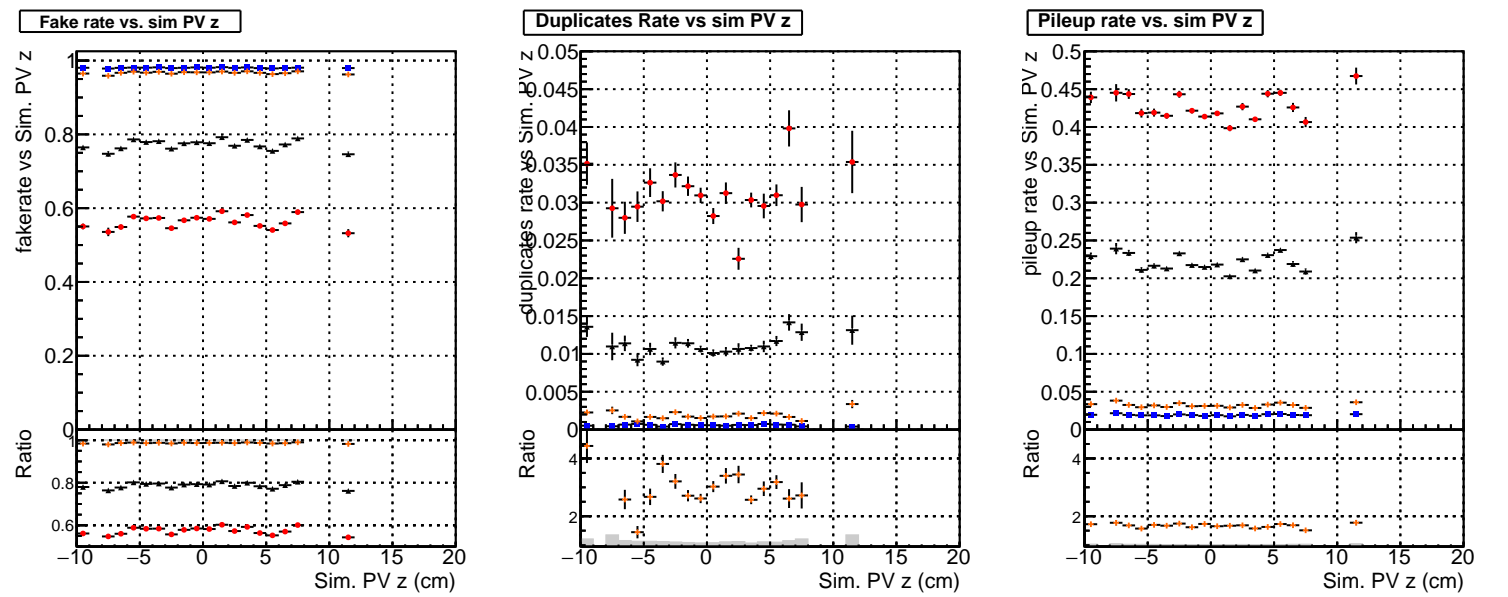 Fake rate vs. sim PV z
fakerate vs Sim. PV z
1
0.8
0.6
0.4
0.2
0
Ratio
1
0.8
0.6
−10 −5 0 5 10 15 20
Sim. PV z (cm)
Duplicates Rate vs sim PV z
duplicates rate vs Sim. PV z
0.05
0.045
0.04
0.035
0.03
0.025
0.02
0.015
0.01
0.005
0
Ratio
4
2
−10 −5 0 5 10 15 20
Sim. PV z (cm)
Pileup rate vs. sim PV z
pileup rate vs Sim. PV z
0.5
0.45
0.4
0.35
0.3
0.25
0.2
0.15
0.1
0.05
0
Ratio
4
2
−10 −5 0 5 10 15 20
Sim. PV z (cm)